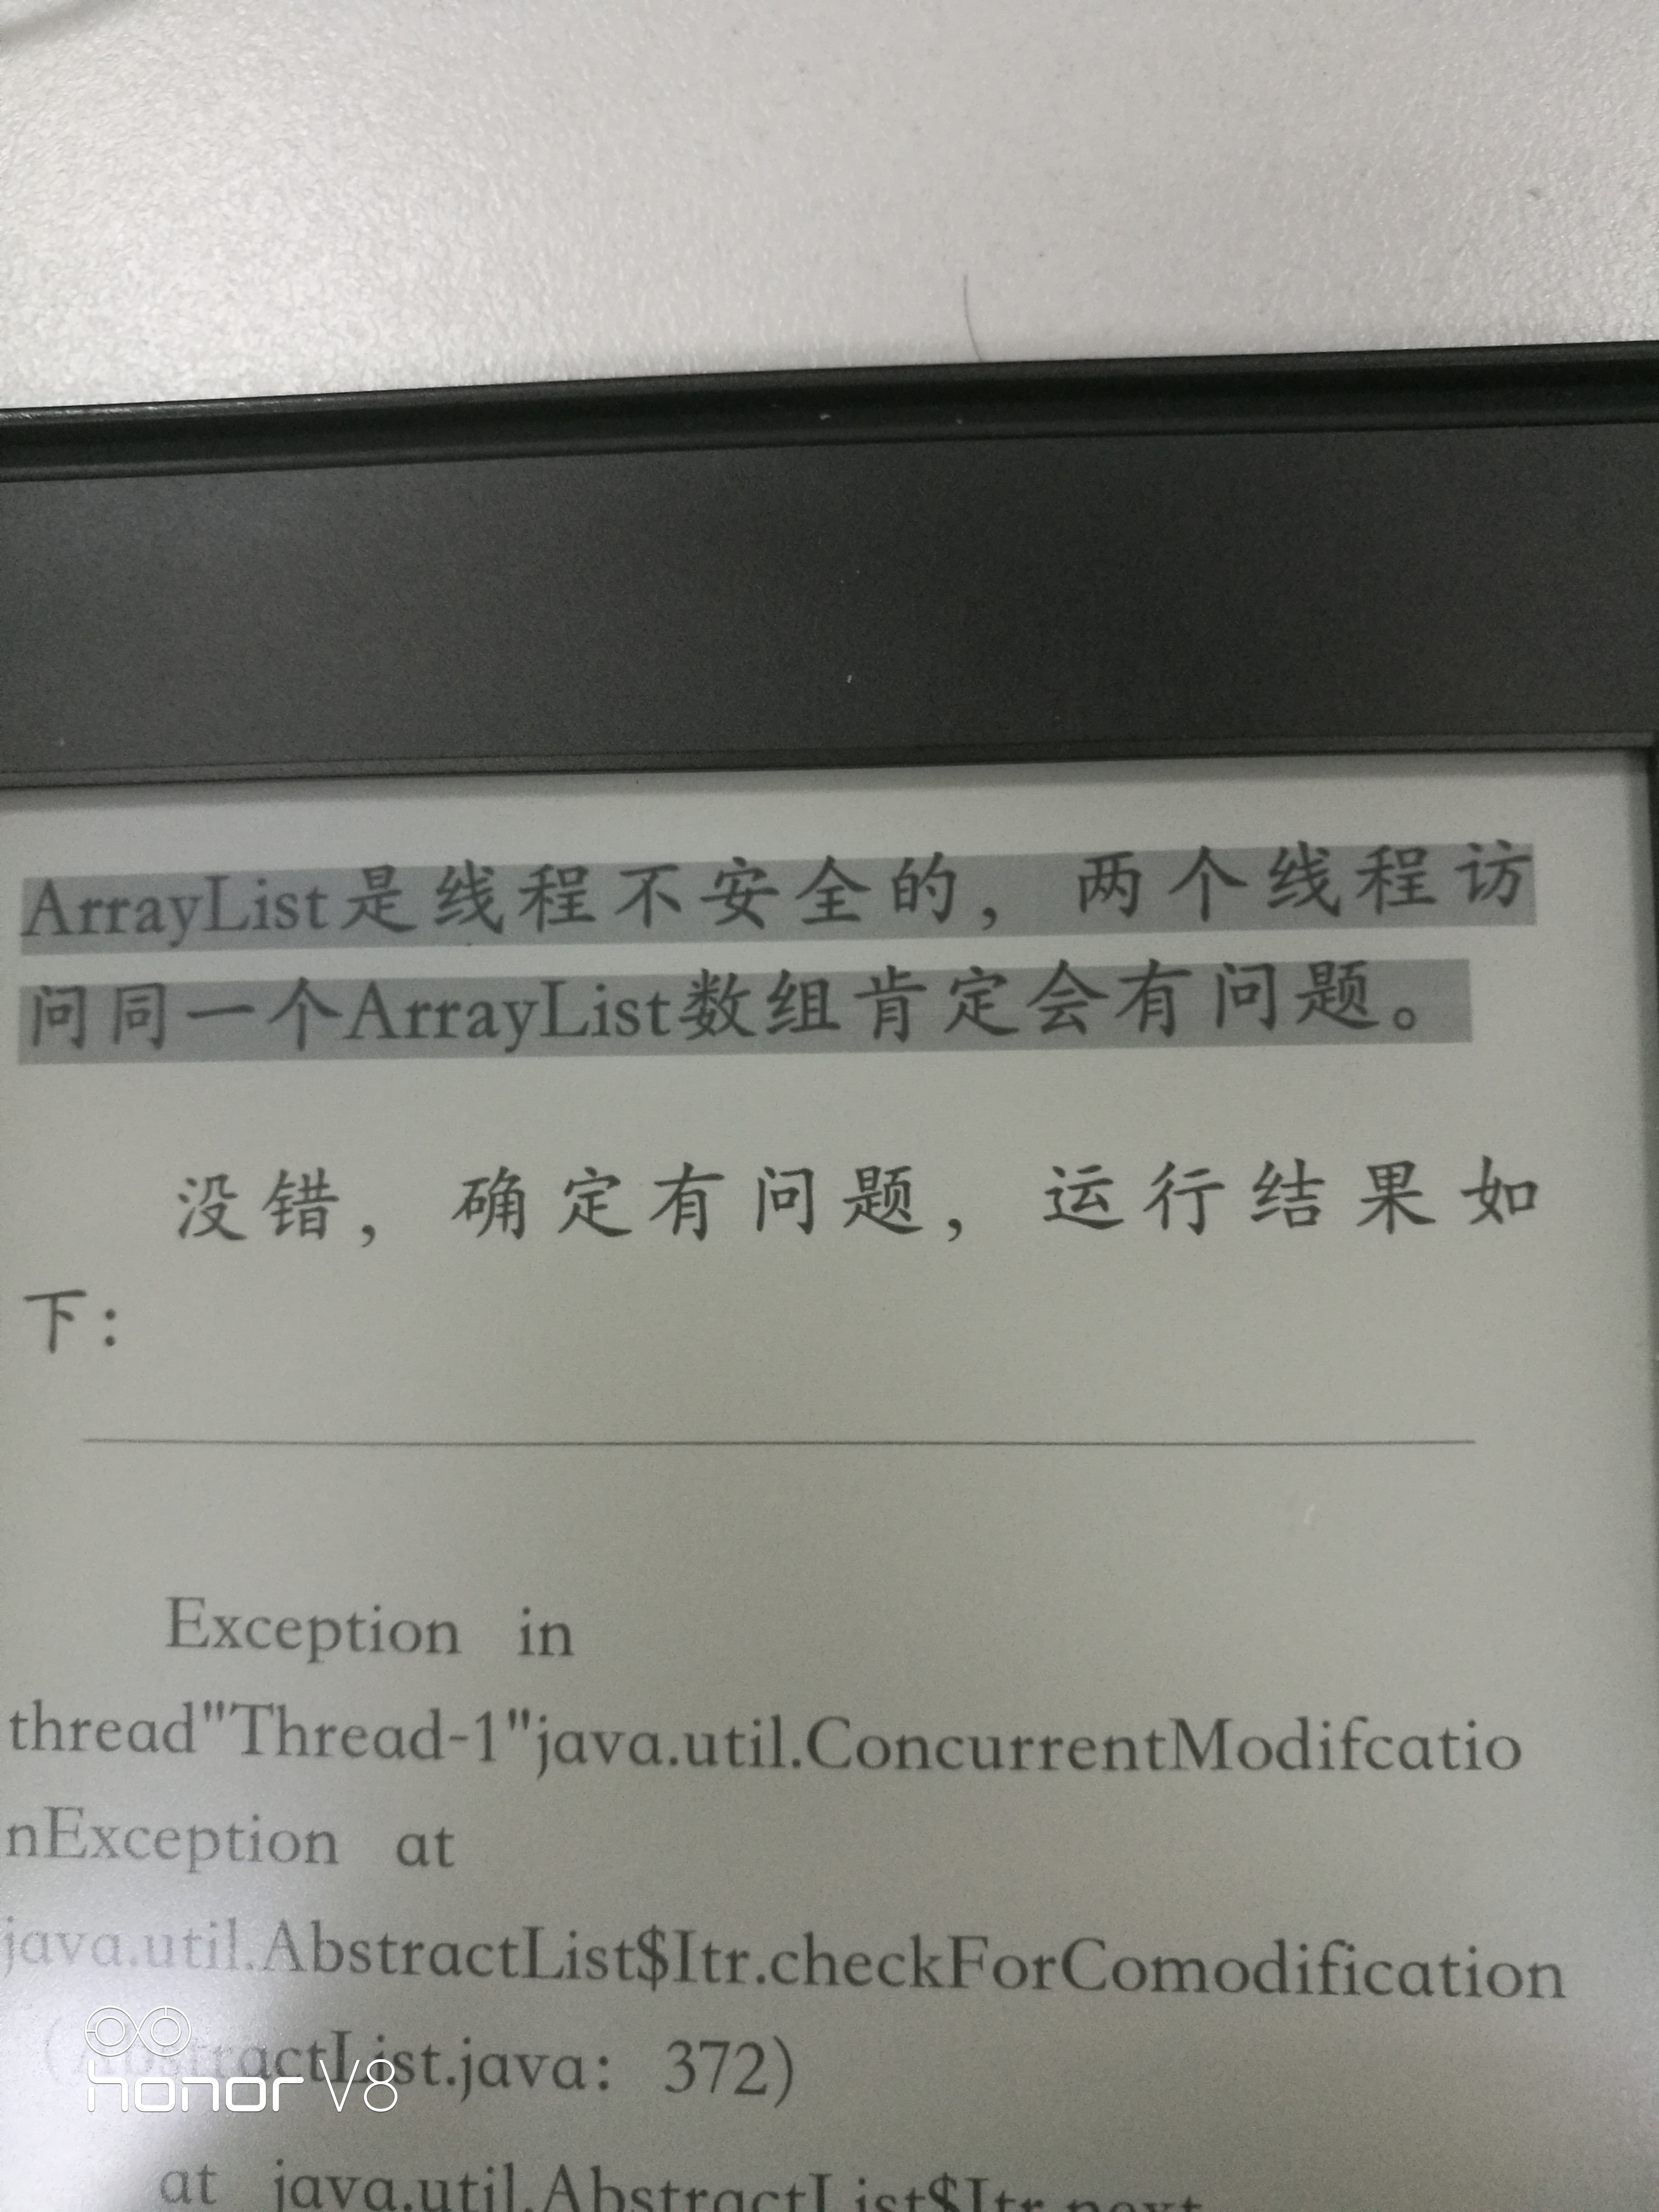 ArrayList是线程不安全的，两个线程访
问同一个ArrayList数组肯定会有问题。
没错，确定有问题，运行结果如
下：
Exception in
thread"Thread-1"java.util.ConcurrentModifcatio
nException at
java.util.AbstractList$Itr.checkForComodification
(AbstractList.java: 372)
at java.util.AbstractList$Itr.next
honor V8